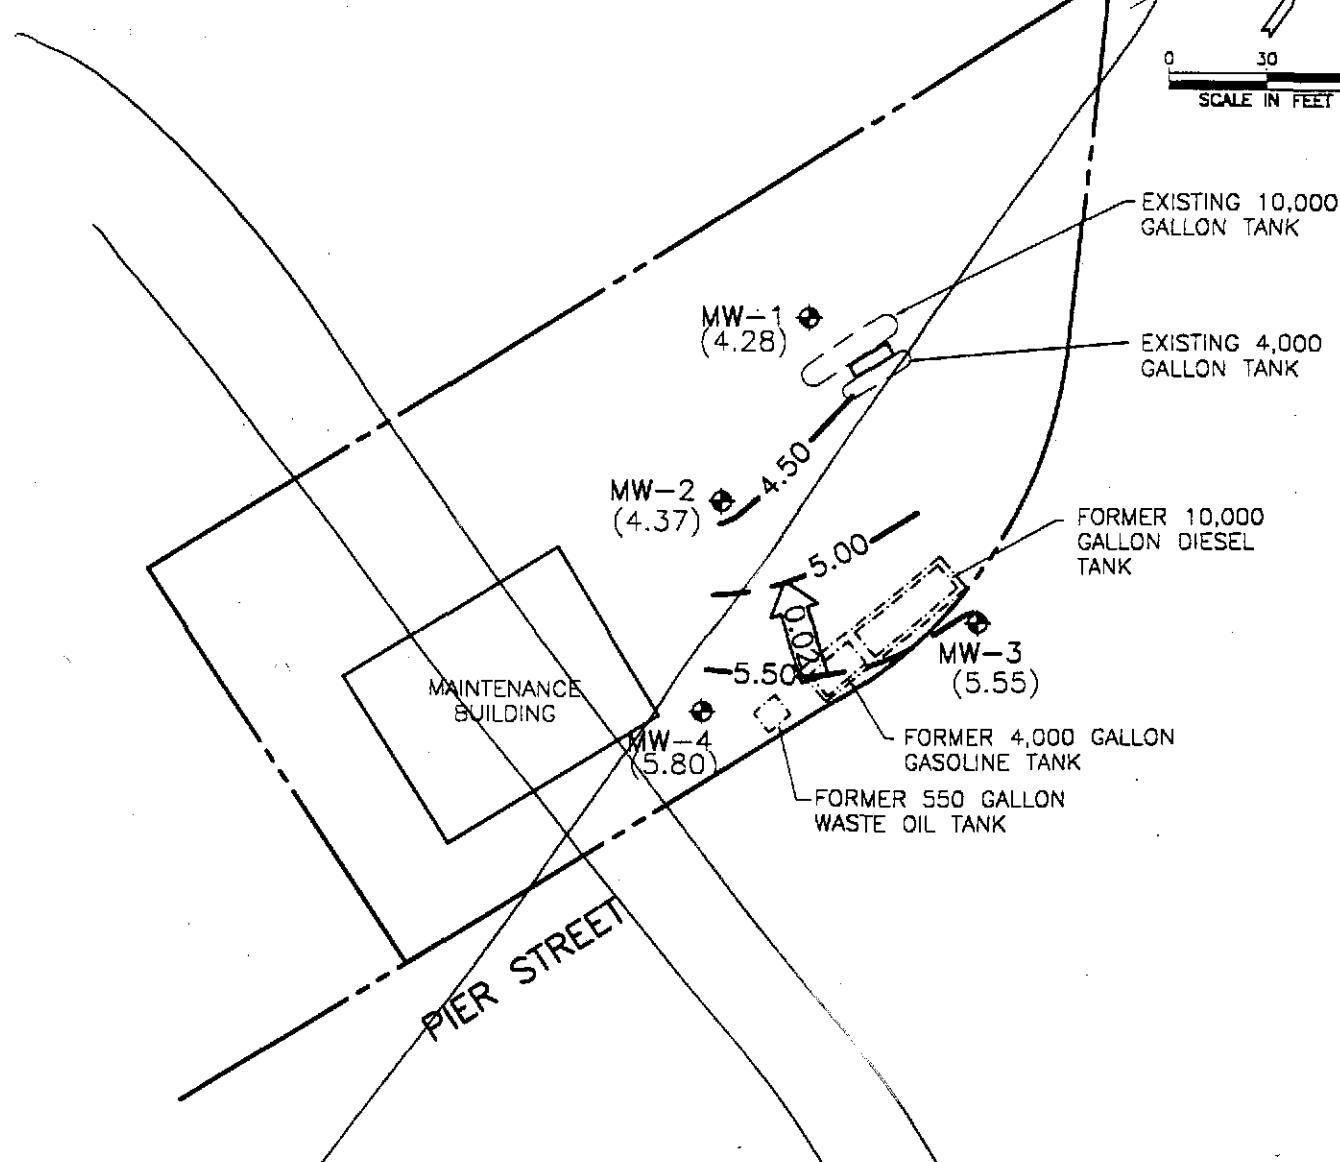 0 30
SCALE IN FEET
EXISTING 10,000
GALLON TANK
MW-1
(4.28)
EXISTING 4,000
GALLON TANK
4.50
MW-2
(4.37)
FORMER 10,000
GALLON DIESEL
TANK
5.00
0.02
MW-3
(5.55)
5.50
MAINTENANCE
BUILDING
MW-4
(5.80)
FORMER 4,000 GALLON
GASOLINE TANK
FORMER 550 GALLON
WASTE OIL TANK
PIER STREET